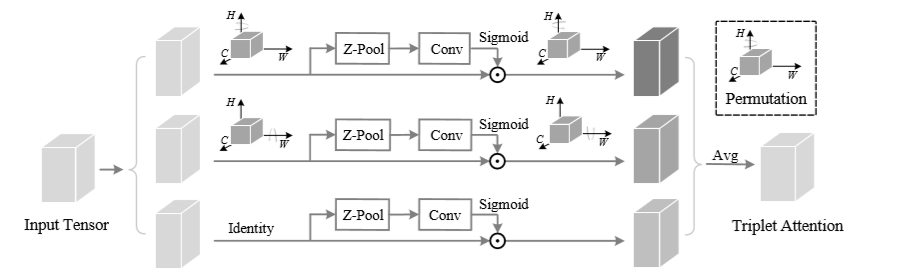 H
C
W
Z-Pool
Conv
Sigmoid
H
C
W
H
C
W
Permutation
H
C
W
Z-Pool
Conv
Sigmoid
H
C
W
Avg
Input Tensor
Identity
Z-Pool
Conv
Sigmoid
Triplet Attention